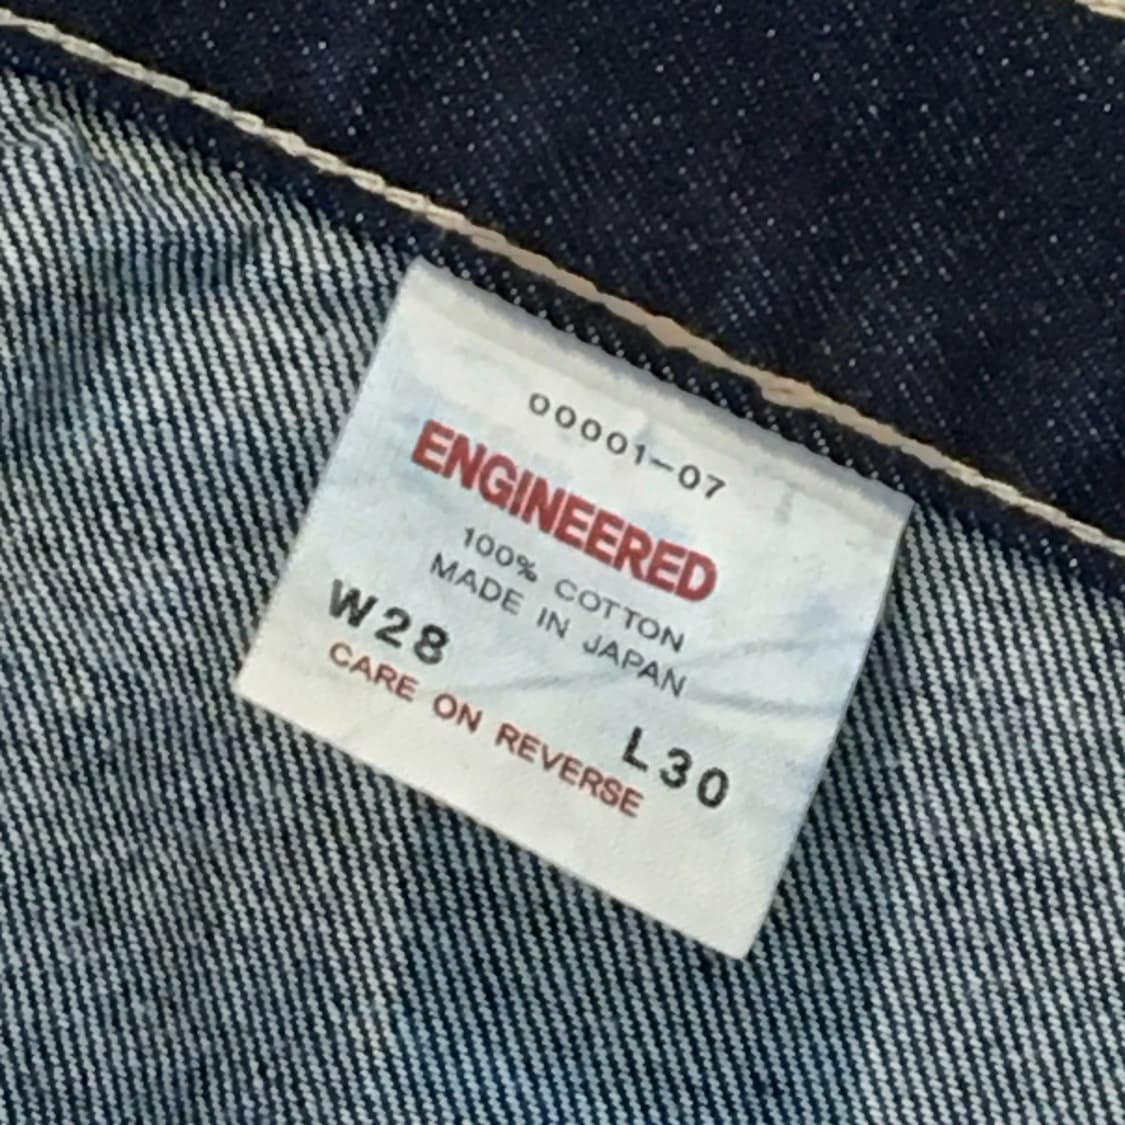 00001-07
ENGINEERED
100% COTTON
MADE IN JAPAN
W28 L30
CARE ON REVERSE